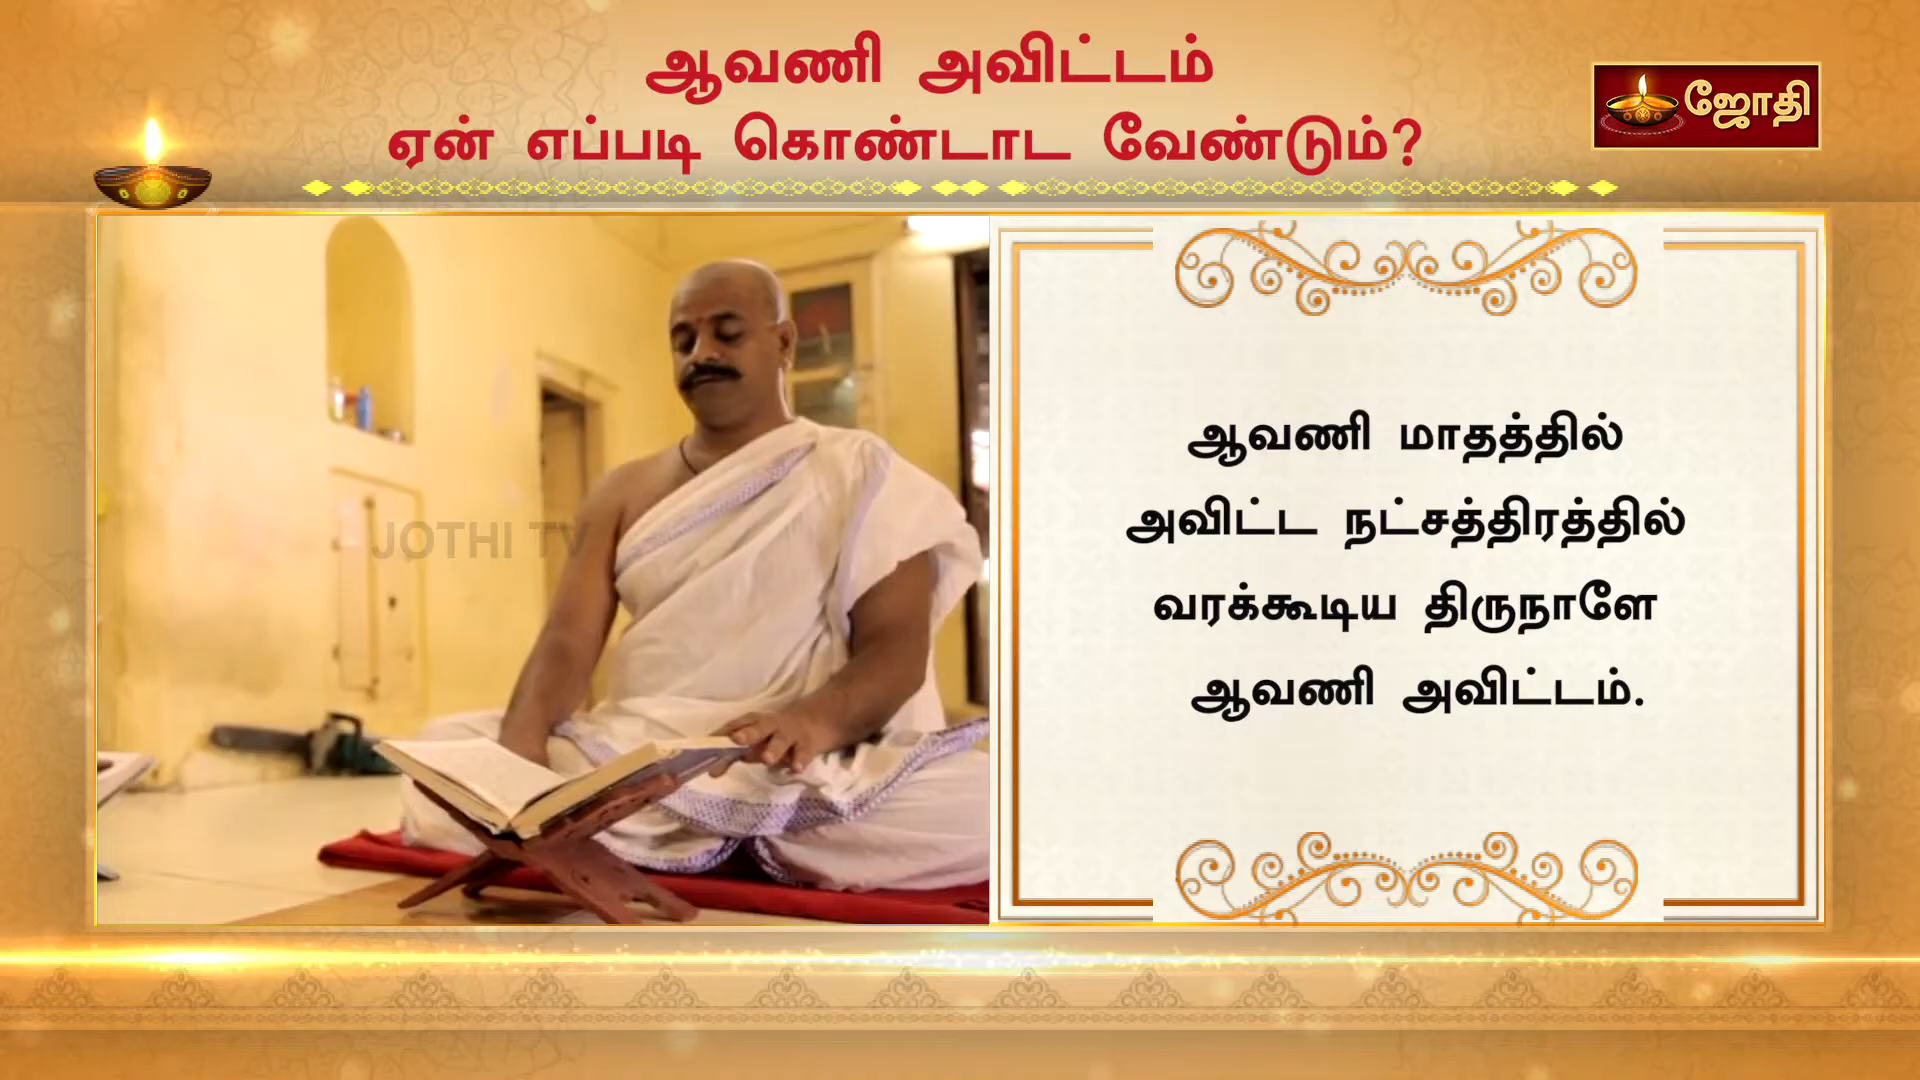 ஆவணி அவிட்டம்
ஏன் எப்படி கொண்டாட வேண்டும்?
ஜோதி
JOTHI TV
ஆவணி மாதத்தில்
அவிட்ட நட்சத்திரத்தில்
வரக்கூடிய திருநாளே
ஆவணி அவிட்டம்.